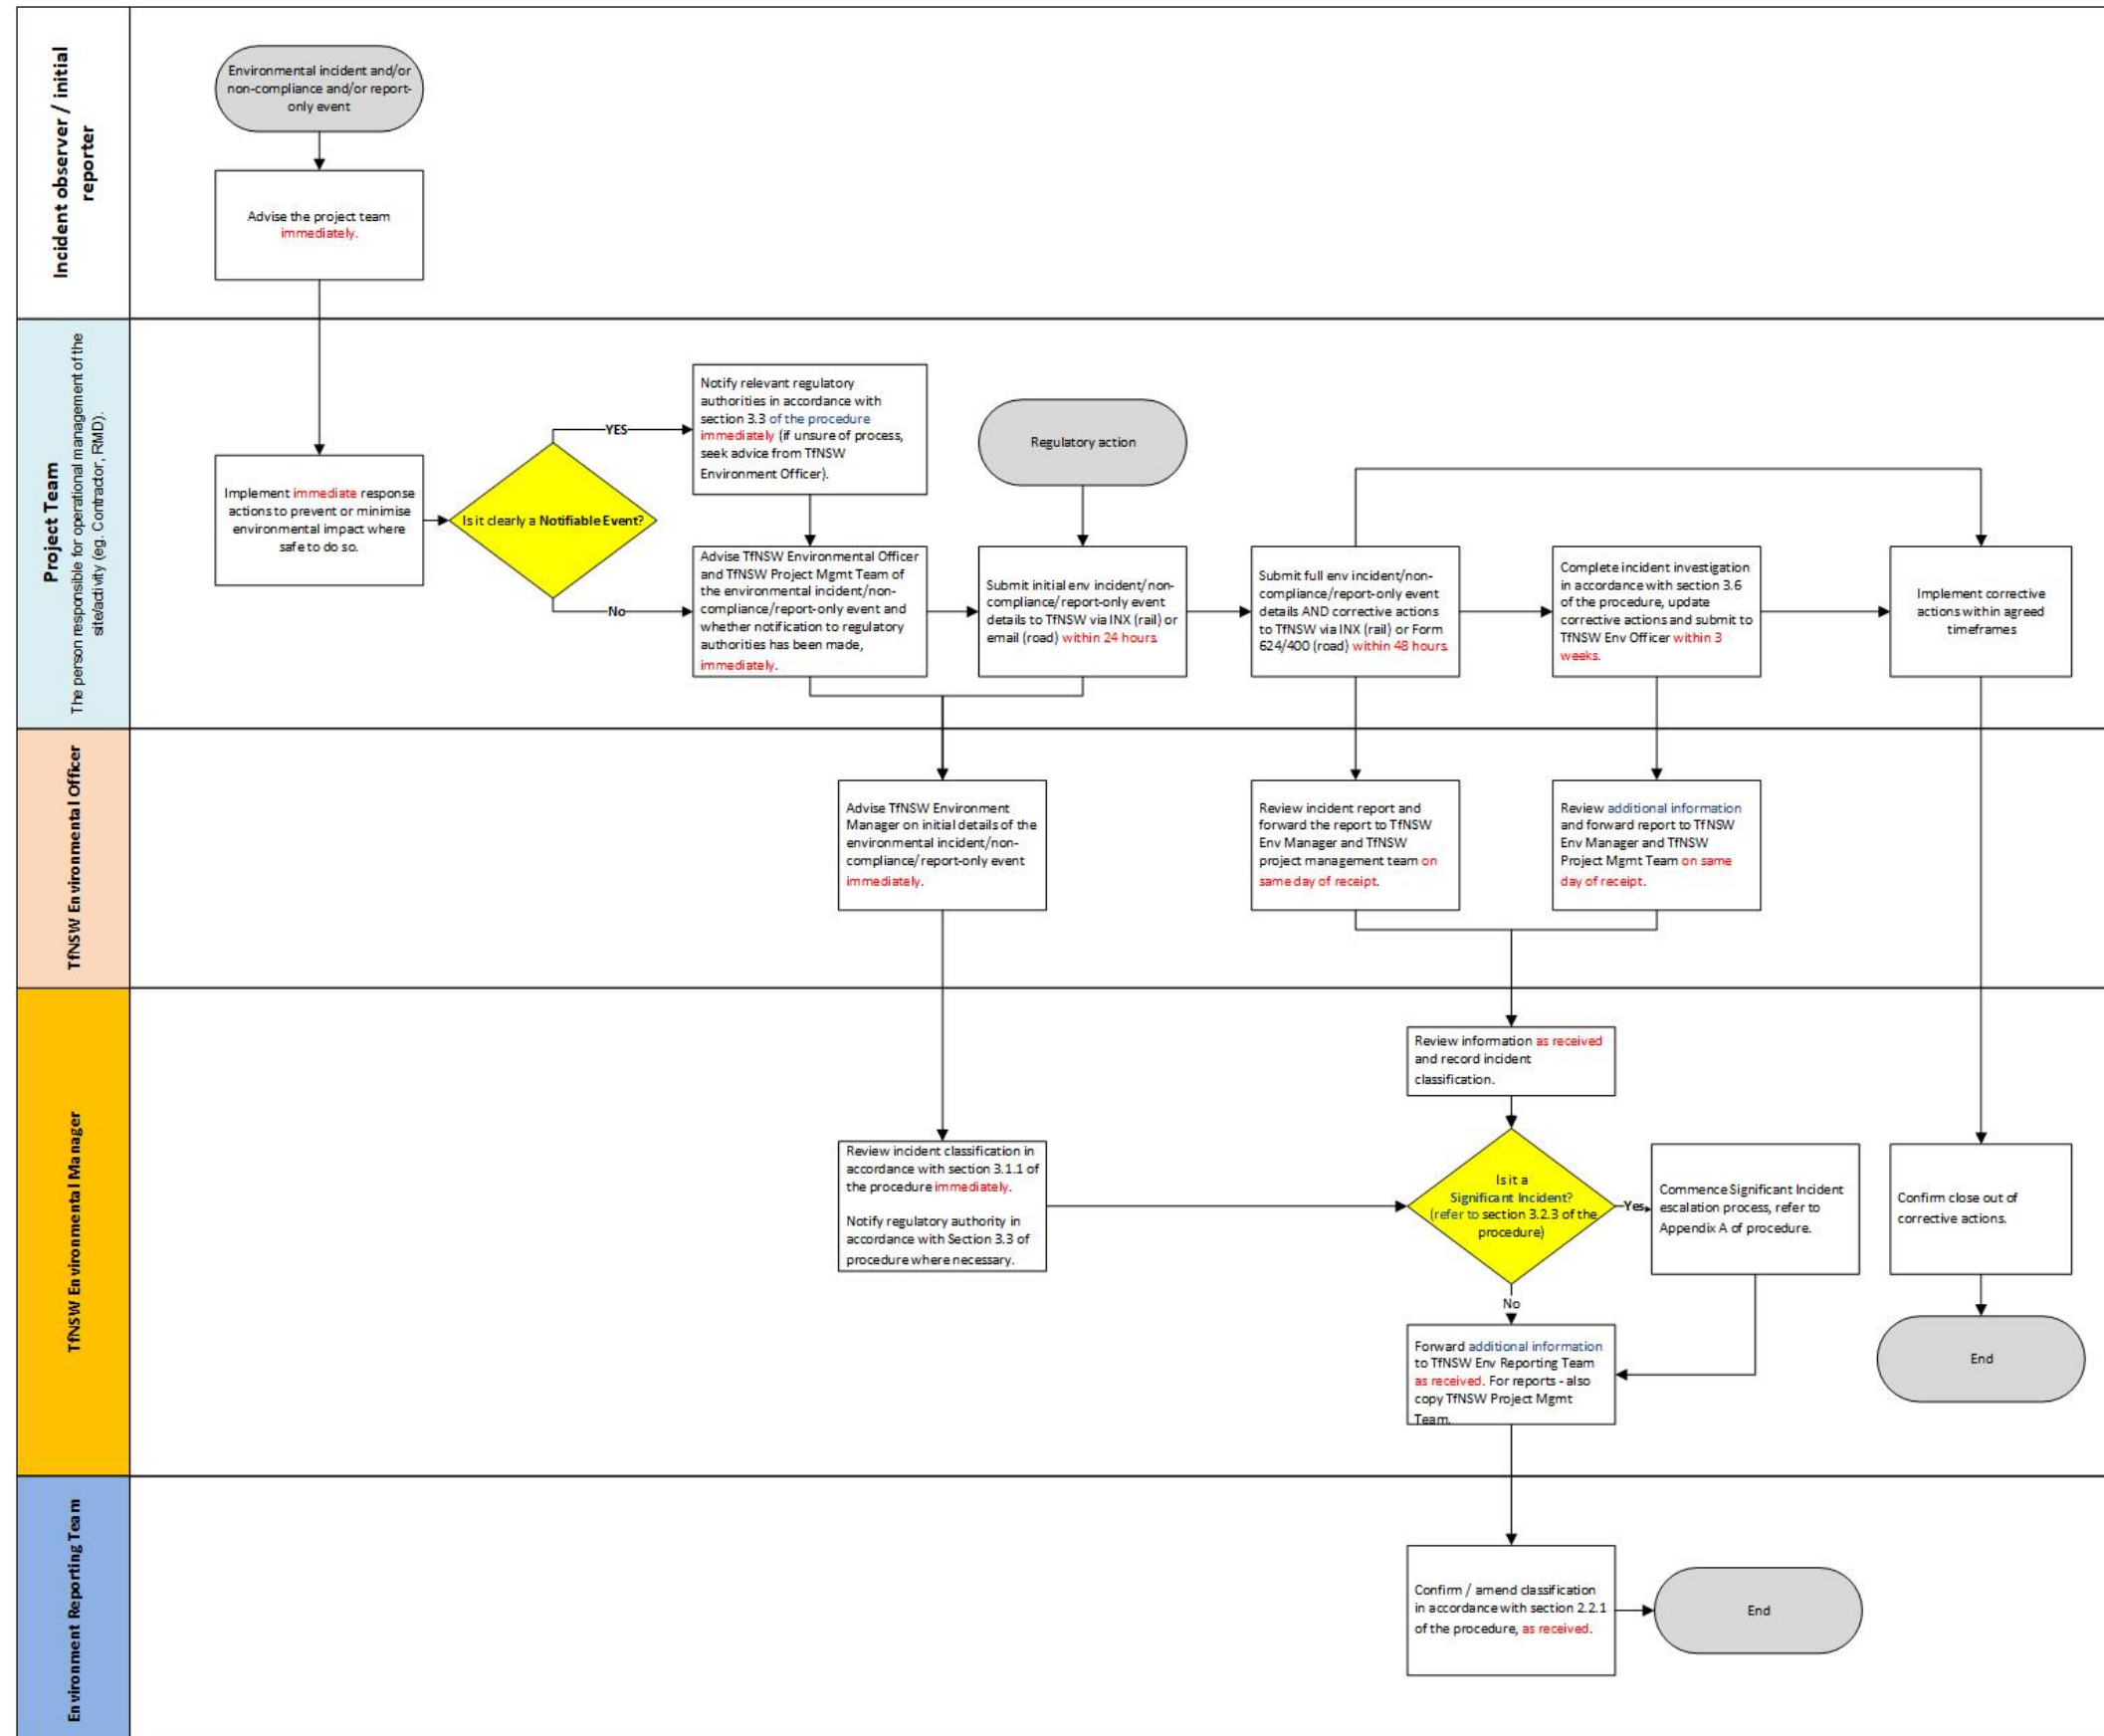 Incident observer / initial
reporter
Environmental incident and/or
non-compliance and/or report-
only event
Advise the project team
immediately.
Project Team
The person responsible for operational management of the
site/activity (eg. Contractor, RMD).
Implement immediate response
actions to prevent or minimise
environmental impact where
safe to do so.
Is it clearly a Notifiable Event?
YES
No
Notify relevant regulatory
authorities in accordance with
section 3.3 of the procedure
immediately (if unsure of process,
seek advice from TfNSW
Environment Officer).
Advise TfNSW Environmental Officer
and TfNSW Project Mgmt Team of
the environmental incident/non-
compliance/report-only event and
whether notification to regulatory
authorities has been made,
immediately.
Regulatory action
Submit initial env incident/non-
compliance/report-only event
details to TfNSW via INX (rail) or
email (road) within 24 hours.
Submit full env incident/non-
compliance/report-only event
details AND corrective actions
to TfNSW via INX (rail) or Form
624/400 (road) within 48 hours.
Complete incident investigation
in accordance with section 3.6
of the procedure, update
corrective actions and submit to
TfNSW Env Officer within 3
weeks.
Implement corrective
actions within agreed
timeframes
TfNSW Environmental Officer
Advise TfNSW Environment
Manager on initial details of the
environmental incident/non-
compliance/report-only event
immediately.
Review incident report and
forward the report to TfNSW
Env Manager and TfNSW
project management team on
same day of receipt.
Review additional information
and forward report to TfNSW
Env Manager and TfNSW
Project Mgmt Team on same
day of receipt.
TfNSW Environmental Manager
Review information as received
and record incident
classification.
Review incident classification in
accordance with section 3.1.1 of
the procedure immediately.
Notify regulatory authority in
accordance with Section 3.3 of
procedure where necessary.
Is it a
Significant Incident?
(refer to section 3.2.3 of the
procedure)
Yes
No
Commence Significant Incident
escalation process, refer to
Appendix A of procedure.
Confirm close out of
corrective actions.
Forward additional information
to TfNSW Env Reporting Team
as received. For reports - also
copy TfNSW Project Mgmt
Team.
End
Environment Reporting Team
Confirm / amend classification
in accordance with section 2.2.1
of the procedure, as received.
End